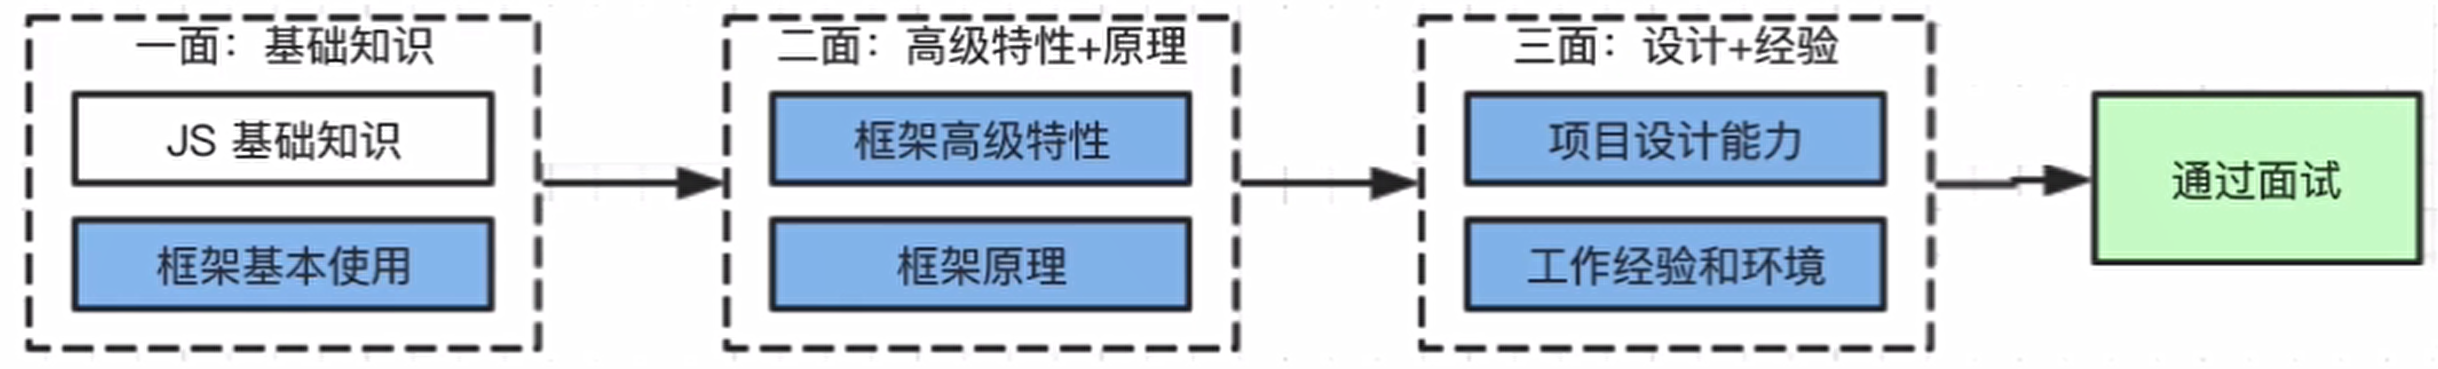 一面：基础知识
JS 基础知识
框架基本使用
二面：高级特性+原理
框架高级特性
框架原理
三面：设计+经验
项目设计能力
工作经验和环境
通过面试